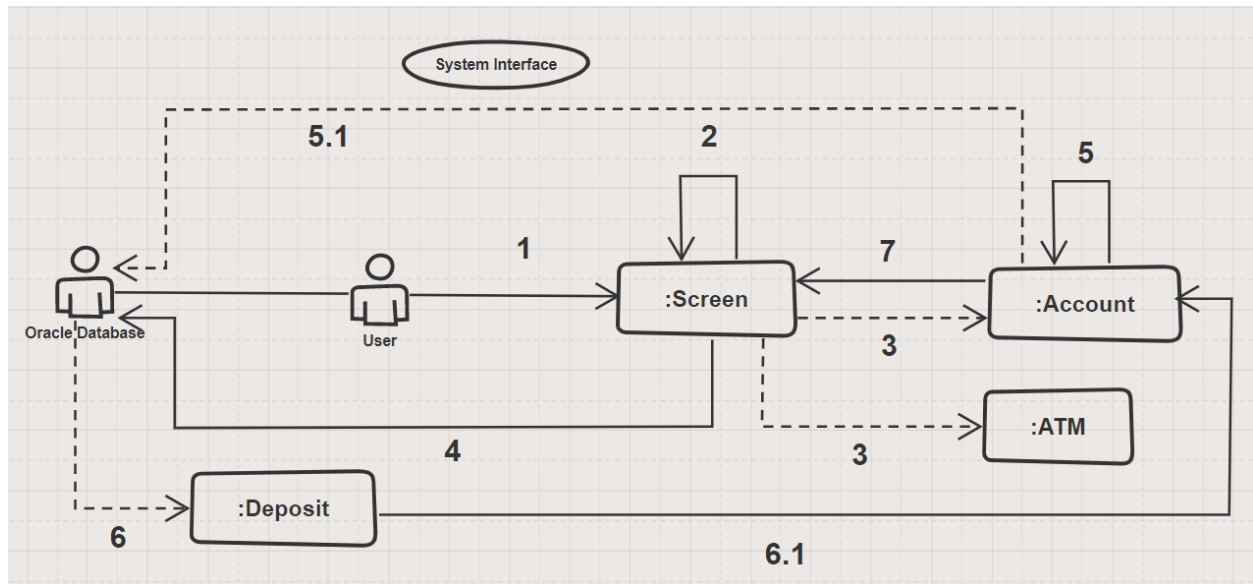 System Interface
5.1
2
5
1
7
:Screen
:Account
Oracle Database
User
3
:ATM
4
3
:Deposit
6
6.1